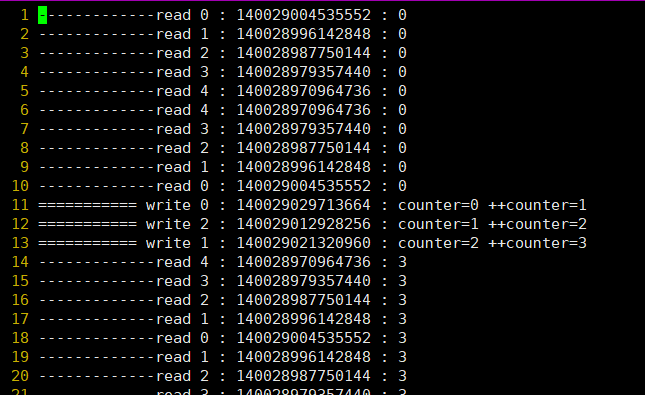 1 -------------read 0 : 140029004535552 : 0
2 -------------read 1 : 140028996142848 : 0
3 -------------read 2 : 140028987750144 : 0
4 -------------read 3 : 140028979357440 : 0
5 -------------read 4 : 140028970964736 : 0
6 -------------read 4 : 140028970964736 : 0
7 -------------read 3 : 140028979357440 : 0
8 -------------read 2 : 140028987750144 : 0
9 -------------read 1 : 140028996142848 : 0
10 -------------read 0 : 140029004535552 : 0
11 =========== write 0 : 140029029713664 : counter=0 ++counter=1
12 =========== write 2 : 140029012928256 : counter=1 ++counter=2
13 =========== write 1 : 140029021320960 : counter=2 ++counter=3
14 -------------read 4 : 140028970964736 : 3
15 -------------read 3 : 140028979357440 : 3
16 -------------read 2 : 140028987750144 : 3
17 -------------read 1 : 140028996142848 : 3
18 -------------read 0 : 140029004535552 : 3
19 -------------read 1 : 140028996142848 : 3
20 -------------read 2 : 140028987750144 : 3
21 -------------read 3 : 140028979357440 : 3